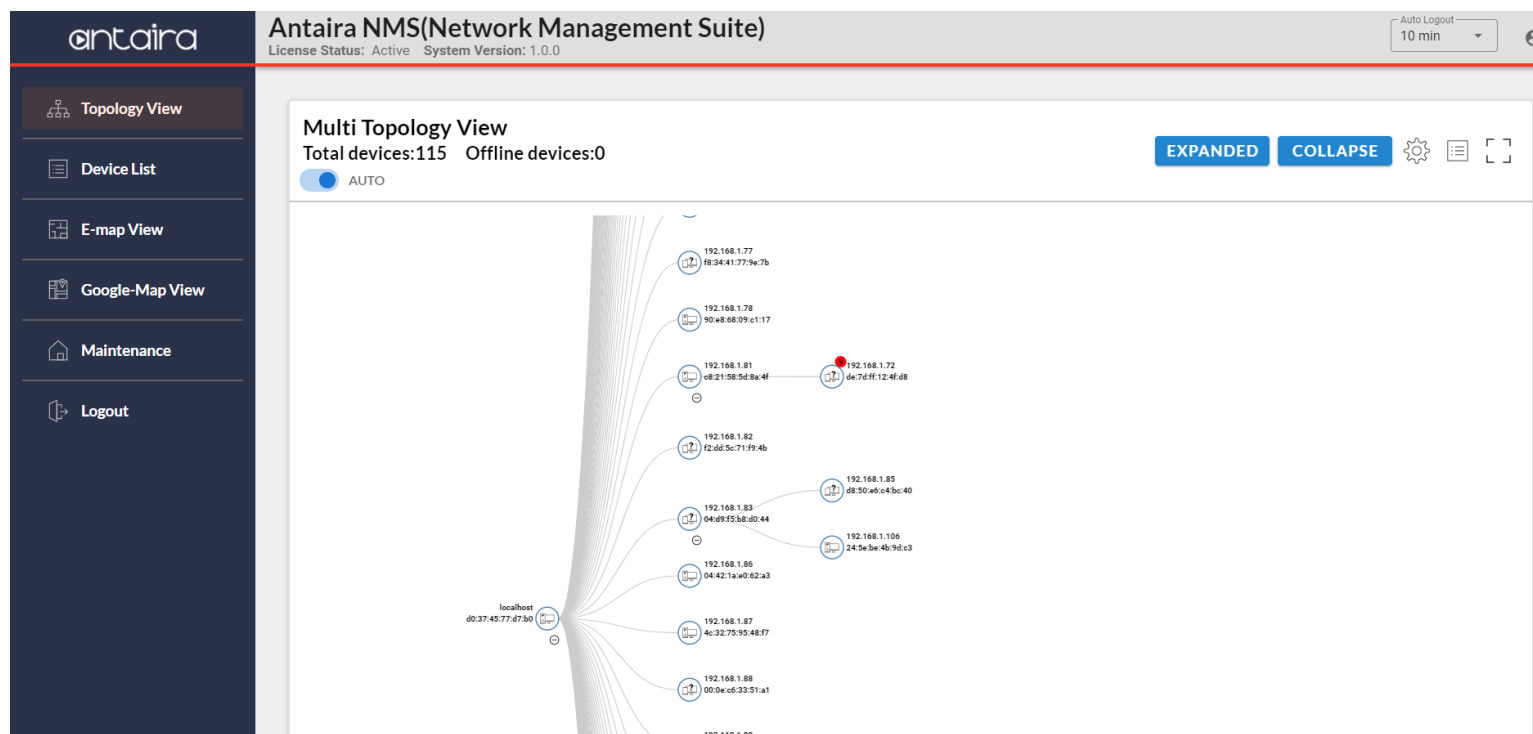 antaira
Antaira NMS(Network Management Suite)
License Status: Active System Version: 1.0.0
Auto Logout
10 min
Topology View
Device List
E-map View
Google-Map View
Maintenance
Logout
Multi Topology View
Total devices:115 Offline devices:0
AUTO
EXPANDED
COLLAPSE
192.168.1.77
f8:34:41:77:9e:7b
192.168.1.78
90:e8:68:09:c1:17
192.168.1.81
c8:21:58:5d:8a:4f
192.168.1.72
de:7d:ff:12:4f:d8
192.168.1.82
f2:dd:5c:71:f9:4b
192.168.1.85
d8:50:e6:c4:bc:40
192.168.1.83
04:d9:f5:b8:d0:44
192.168.1.106
24:5e:be:4b:9d:c3
192.168.1.86
04:42:1a:e0:62:a3
localhost
d0:37:45:77:d7:b0
192.168.1.87
4c:32:75:95:48:f7
192.168.1.88
00:0e:c6:33:51:a1